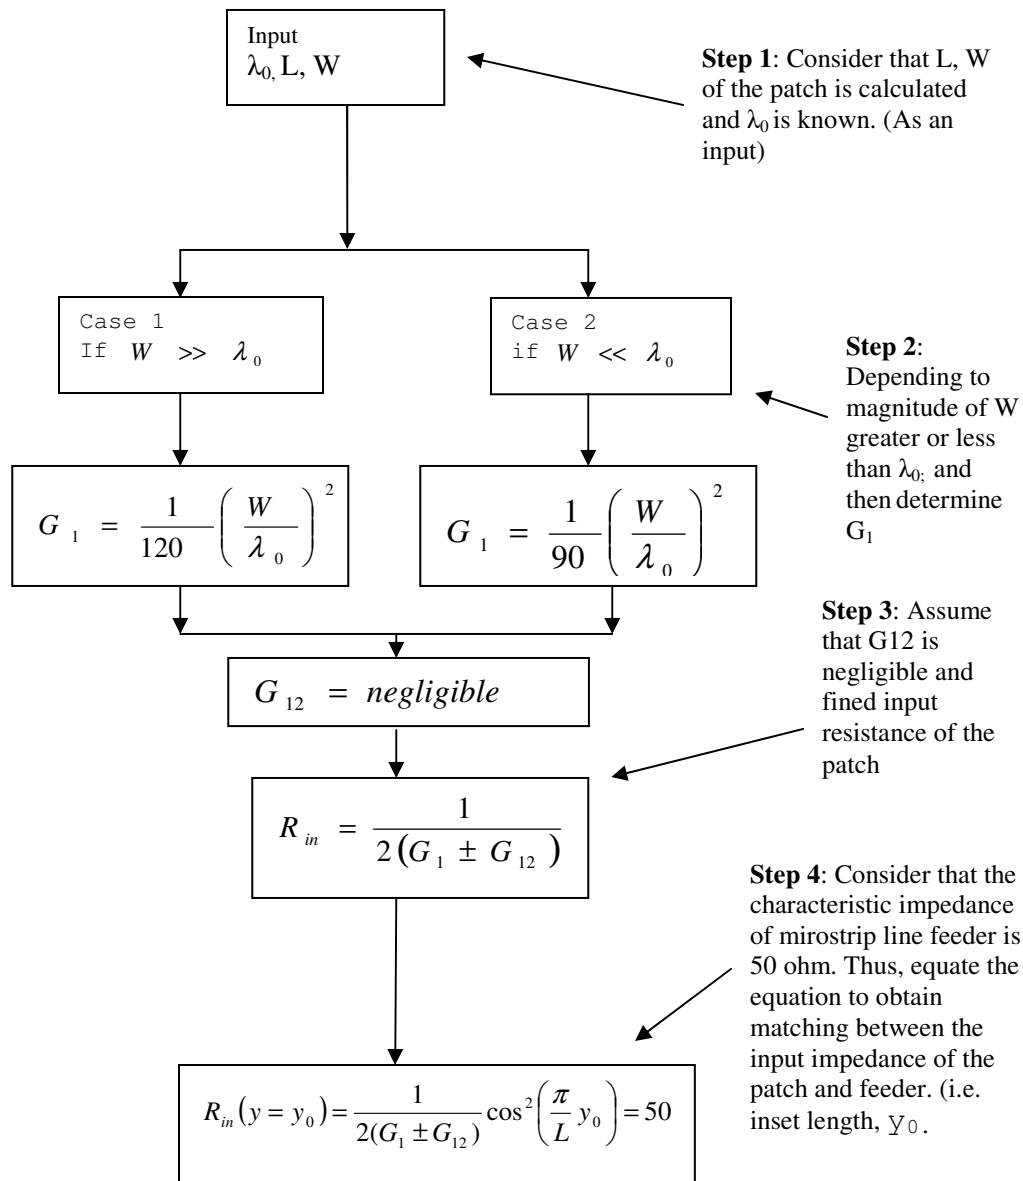 Input
λ0, L, W
Step 1: Consider that L, W
of the patch is calculated
and λ0 is known. (As an
input)
Case 1
If W >> λ0
Case 2
if W << λ0
Step 2:
Depending to
magnitude of W
greater or less
than λ0; and
then determine
G1
G1 = 1/120 (W/λ0)^2
G1 = 1/90 (W/λ0)^2
Step 3: Assume
that G12 is
negligible and
fined input
resistance of the
patch
G12 = negligible
Rin = 1/2(G1 ± G12)
Step 4: Consider that the
characteristic impedance
of mirostrip line feeder is
50 ohm. Thus, equate the
equation to obtain
matching between the
input impedance of the
patch and feeder. (i.e.
inset length, y0.
Rin(y = y0) = 1/2(G1 ± G12) cos^2(π/L y0) = 50